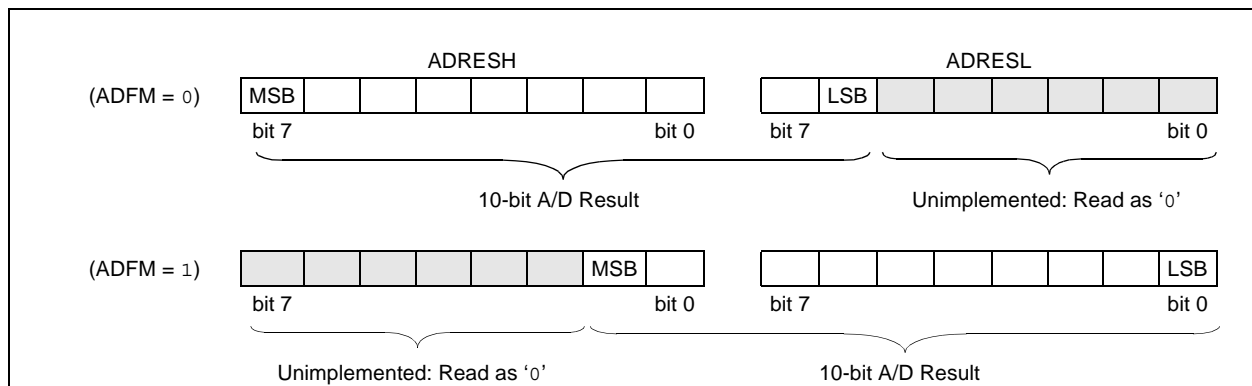 ADRESH ADRESL
(ADFM = 0) MSB LSB
bit 7 bit 0 bit 7 bit 0
10-bit A/D Result Unimplemented: Read as ‘0’
(ADFM = 1) MSB LSB
bit 7 bit 0 bit 7 bit 0
Unimplemented: Read as ‘0’ 10-bit A/D Result